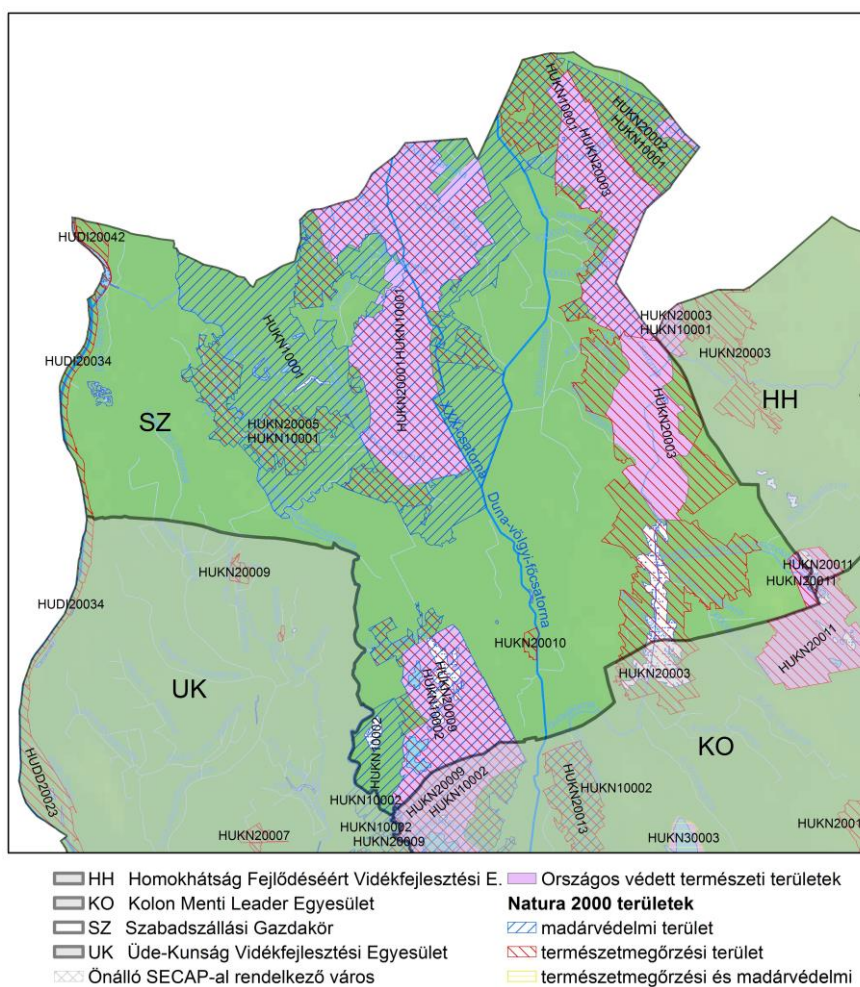 HUKN10001
HUKN20003
HUKN20002
HUKN10001
HUDI20042
HUKN10001
HUKN20001
HUKN10001
HUKN20003
HUKN10001
HUKN20003
HUDI20034
HH
SZ
HUKN20005
HUKN10001
HUKN20003
XXX.csatorna
Duna-völgyi-főcsatorna
HUKN20009
HUKN20011
HUKN20011
HUDI20034
HUKN20010
HUKN20011
UK
HUKN20009
HUKN10002
HUKN20003
HUKN10002
KO
HUDD20023
HUKN20009
HUKN10002
HUKN10002
HUKN20013
HUKN10002
HUKN20007
HUKN10002
HUKN20009
HUKN30003
HUKN2001
HH Homokhátság Fejlődéséért Vidékfejlesztési E.
KO Kolon Menti Leader Egyesület
SZ Szabadszállási Gazdakör
UK Üde-Kunság Vidékfejlesztési Egyesület
Önálló SECAP-al rendelkező város
Országos védett természeti területek
Natura 2000 területek
madárvédelmi terület
természetmegőrzési terület
természetmegőrzési és madárvédelmi